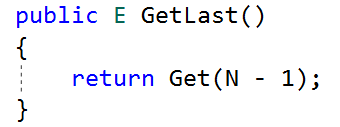 public E GetLast()
{
    return Get(N - 1);
}